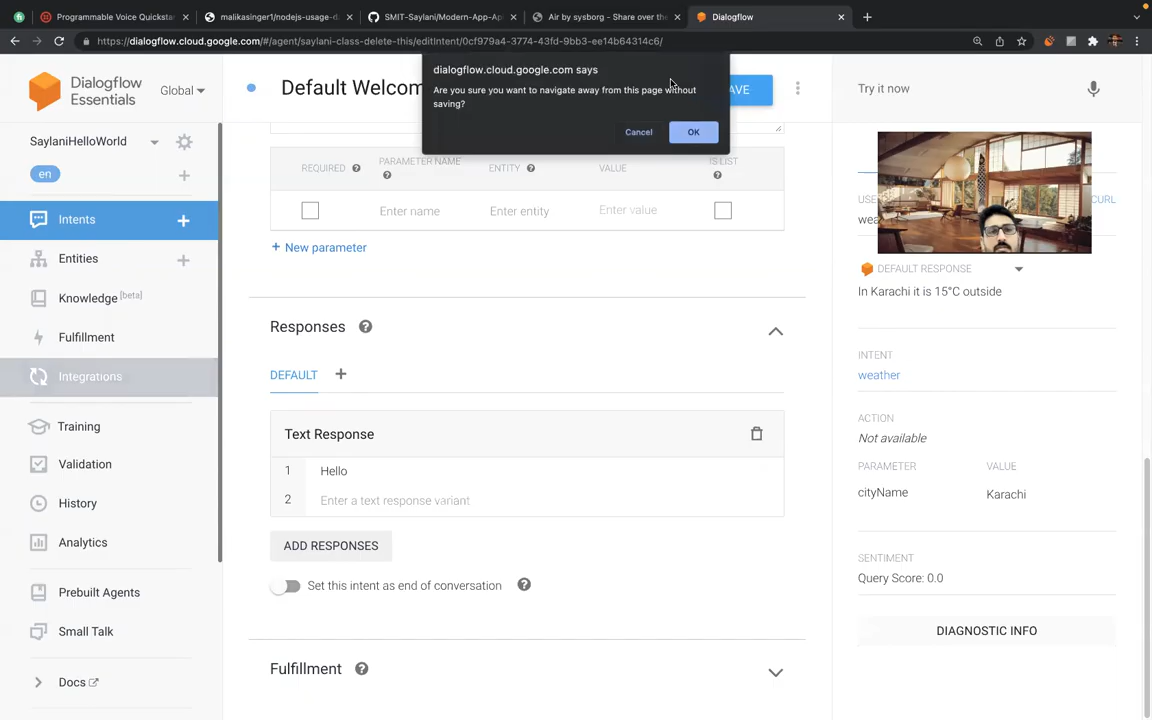 Programmable Voice Quickstar
malikasinger1/nodejs-usage-d
SMIT-Saylani/Modern-App-Ap
Air by sysborg - Share over the
Dialogflow
https://dialogflow.cloud.google.com/#/agent/saylani-class-delete-this/editIntent/0cf979a4-3774-43fd-9bb3-ee14b64314c6/
dialogflow.cloud.google.com says
Are you sure you want to navigate away from this page without
saving?
Cancel
OK
Dialogflow
Essentials
Global
Default Welcom
AVE
Try it now
SaylaniHelloWorld
en
Intents
Entities
Knowledge [beta]
Fulfillment
Integrations
Training
Validation
History
Analytics
Prebuilt Agents
Small Talk
Docs
REQUIRED
PARAMETER NAME
ENTITY
VALUE
IS LIST
Enter name
Enter entity
Enter value
+ New parameter
Responses
DEFAULT
Text Response
1 Hello
2 Enter a text response variant
ADD RESPONSES
Set this intent as end of conversation
Fulfillment
USE
CURL
wea
DEFAULT RESPONSE
In Karachi it is 15°C outside
INTENT
weather
ACTION
Not available
PARAMETER
VALUE
cityName
Karachi
SENTIMENT
Query Score: 0.0
DIAGNOSTIC INFO